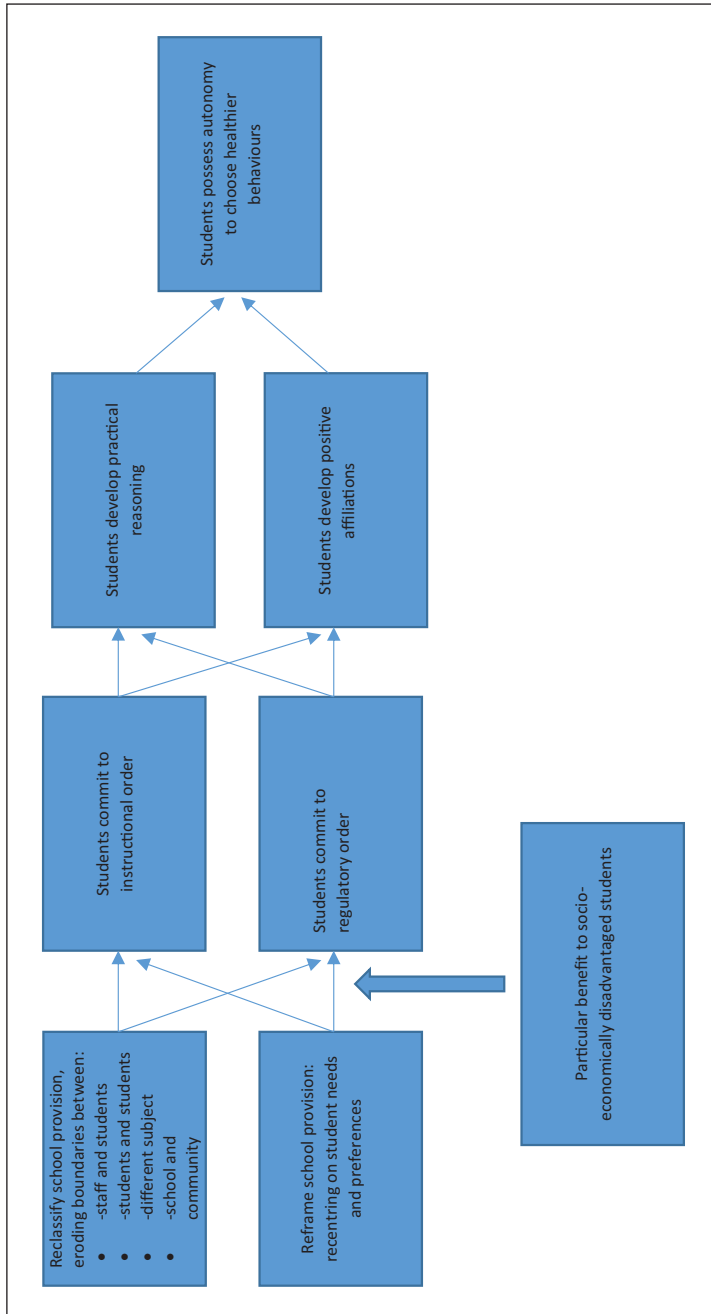 Reclassify school provision,
eroding boundaries between:
• -staff and students
• -students and students
• -different subject
• -school and
community
Reframe school provision:
recentring on student needs
and preferences
Students commit to
instructional order
Students commit to
regulatory order
Particular benefit to socio-
economically disadvantaged students
Students develop practical
reasoning
Students develop positive
affiliations
Students possess autonomy
to choose healthier
behaviours